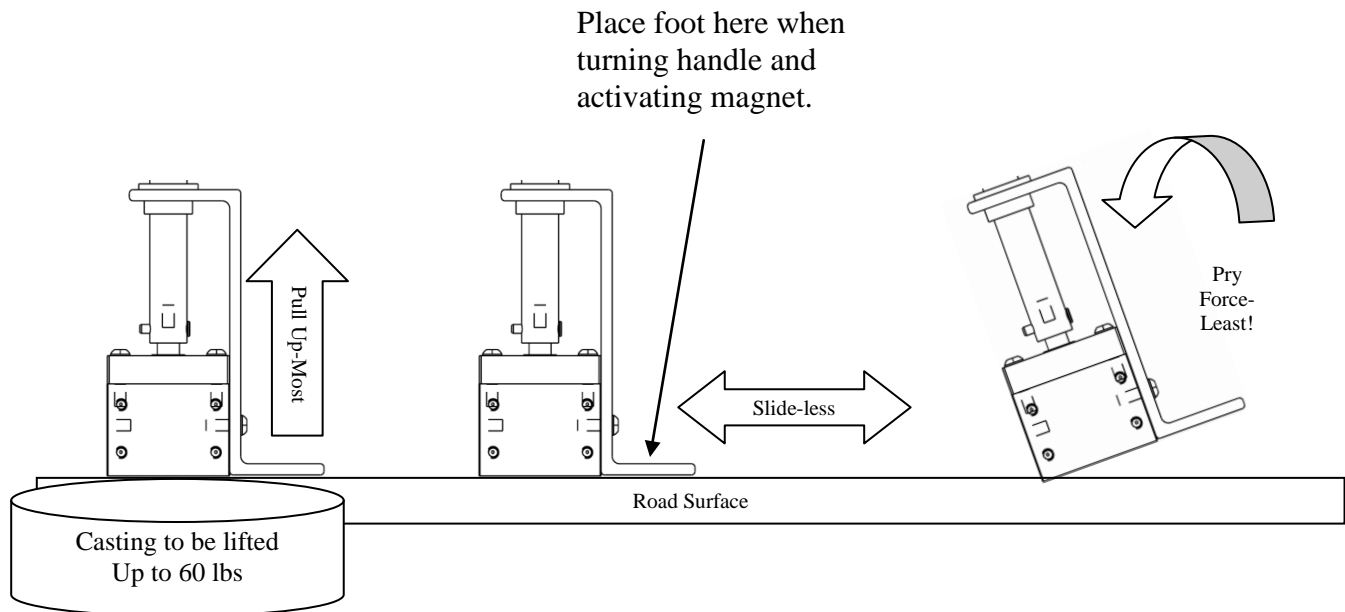 Place foot here when
turning handle and
activating magnet.
Pull Up-Most
Slide-less
Pry
Force-
Least!
Road Surface
Casting to be lifted
Up to 60 lbs